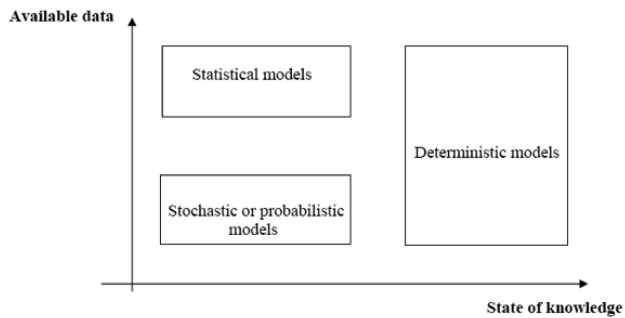 Available data
Statistical models
Deterministic models
Stochastic or probabilistic
models
State of knowledge